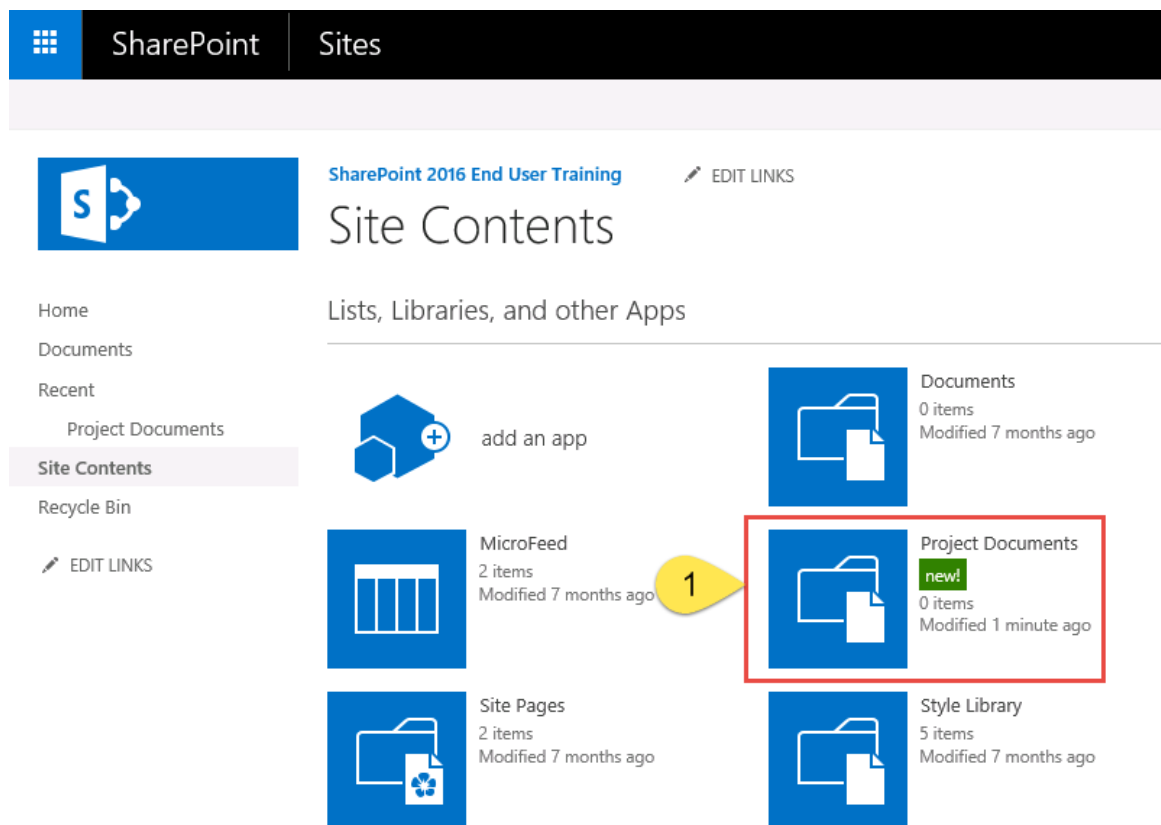 SharePoint
Sites
S
SharePoint 2016 End User Training
EDIT LINKS
Site Contents
Home
Documents
Recent
Project Documents
Site Contents
Recycle Bin
EDIT LINKS
Lists, Libraries, and other Apps
add an app
Documents
0 items
Modified 7 months ago
MicroFeed
2 items
Modified 7 months ago
1
Project Documents
new!
0 items
Modified 1 minute ago
Site Pages
2 items
Modified 7 months ago
Style Library
5 items
Modified 7 months ago